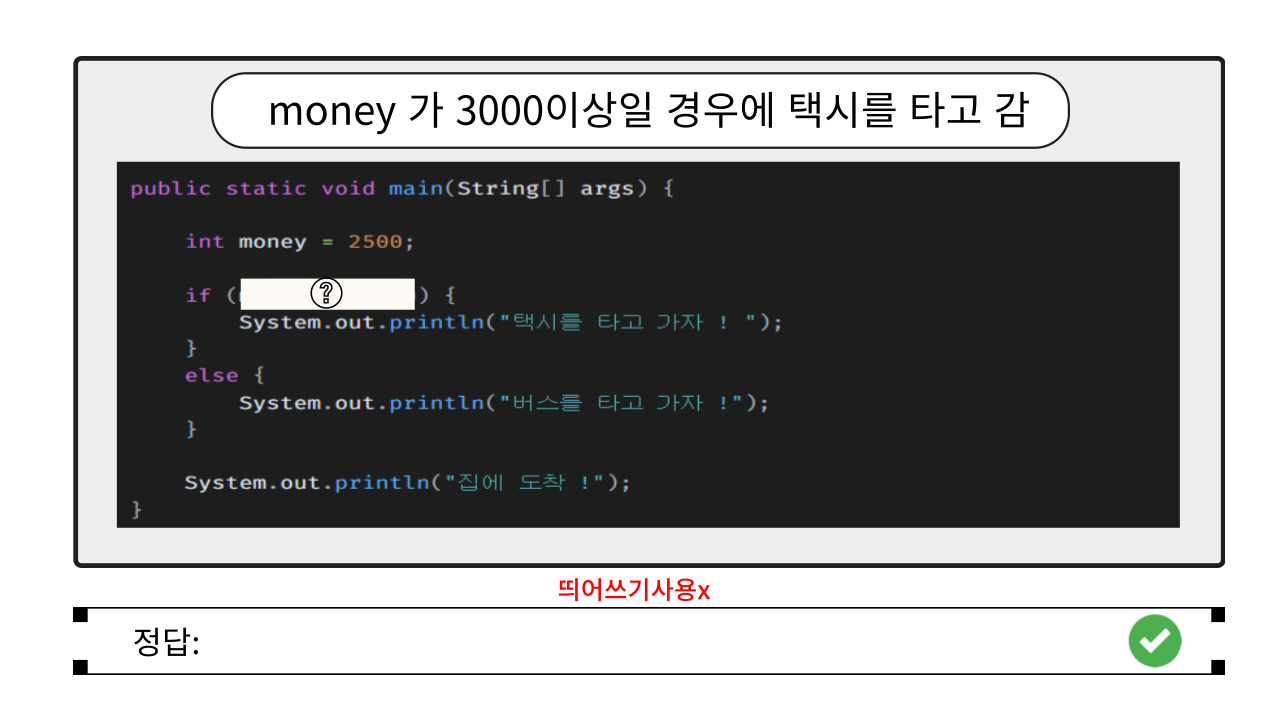 money 가 3000이상일 경우에 택시를 타고 감
public static void main(String[] args) {
int money = 2500;
if (?) {
System.out.println("택시를 타고 가자 ! ");
}
else {
System.out.println("버스를 타고 가자 !");
}
System.out.println("집에 도착 !");
}
띄어쓰기사용x
정답: